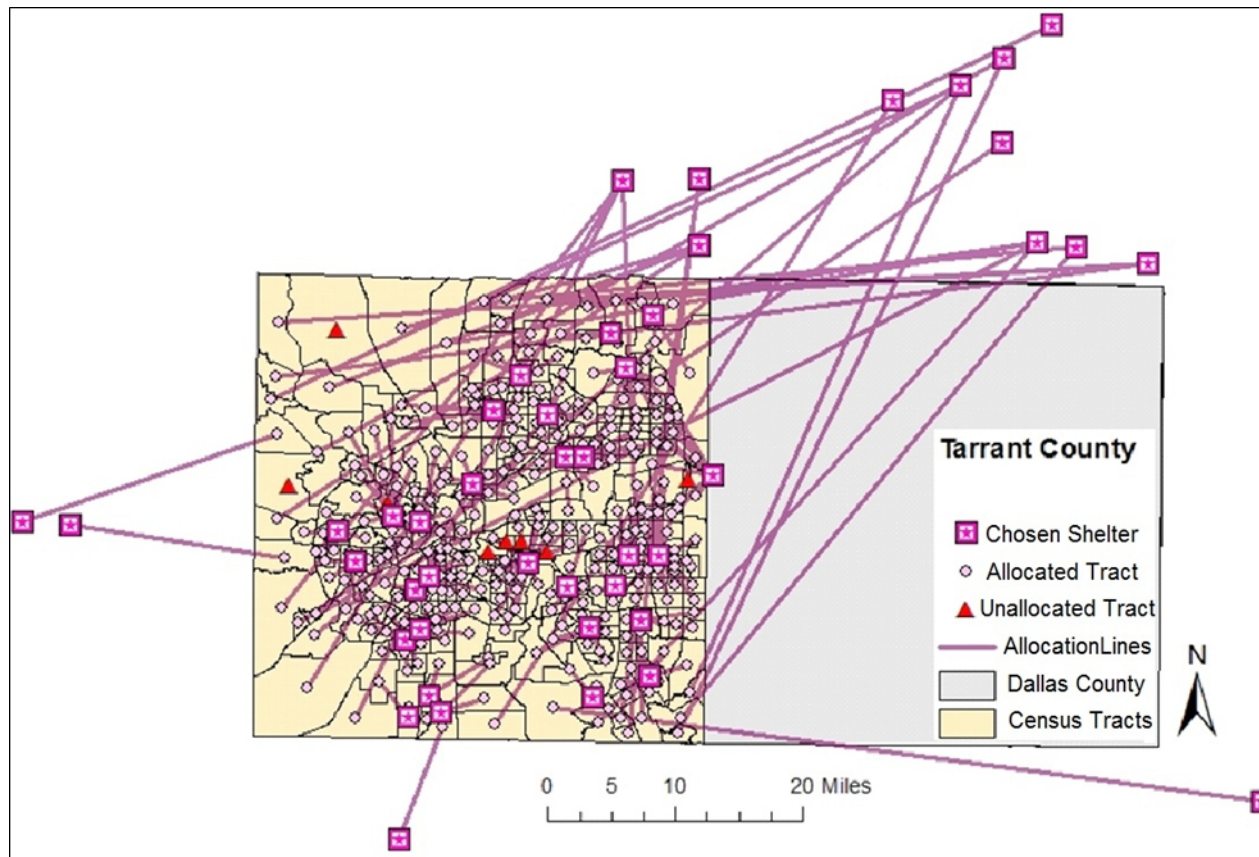 Tarrant County
Chosen Shelter
Allocated Tract
Unallocated Tract
AllocationLines
Dallas County
Census Tracts
N
0 5 10 20 Miles